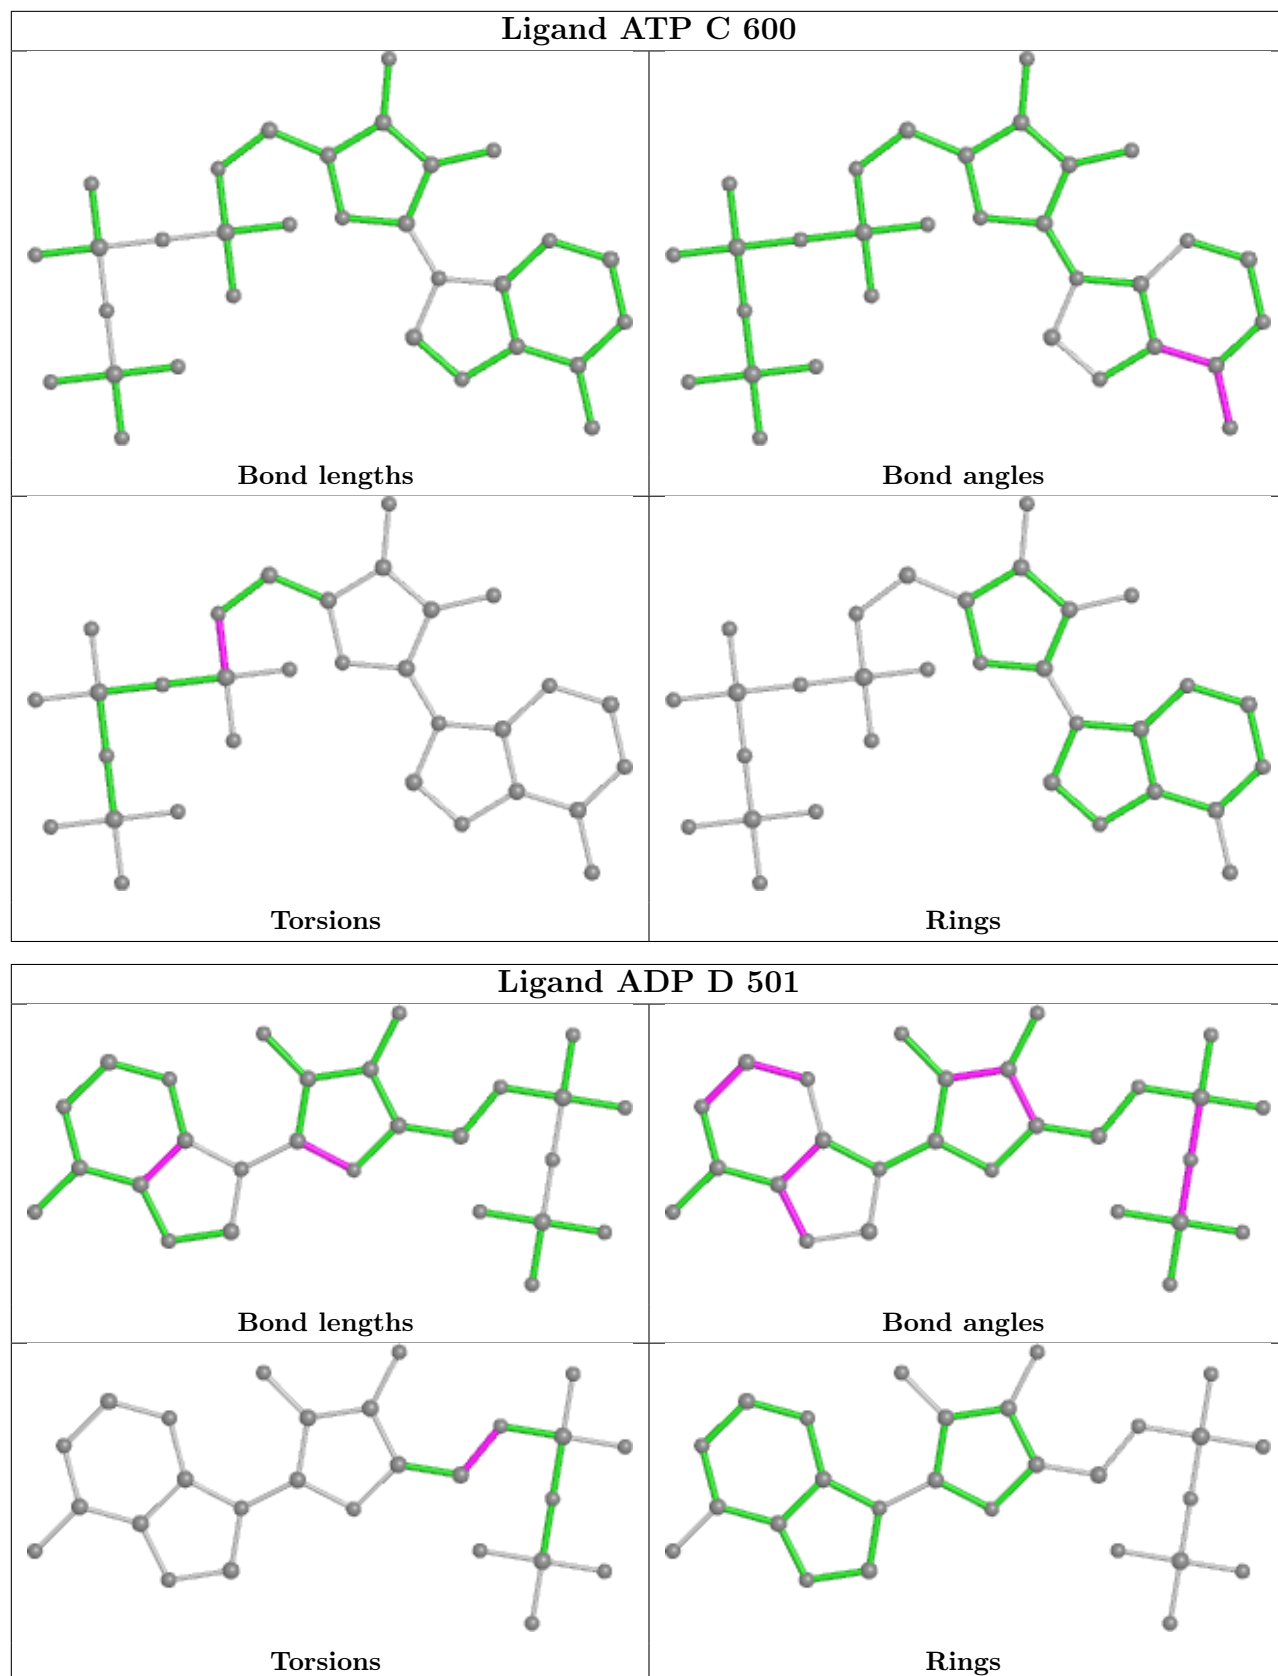 Ligand ATP C 600
Bond lengths
Bond angles
Torsions
Rings
Ligand ADP D 501
Bond lengths
Bond angles
Torsions
Rings